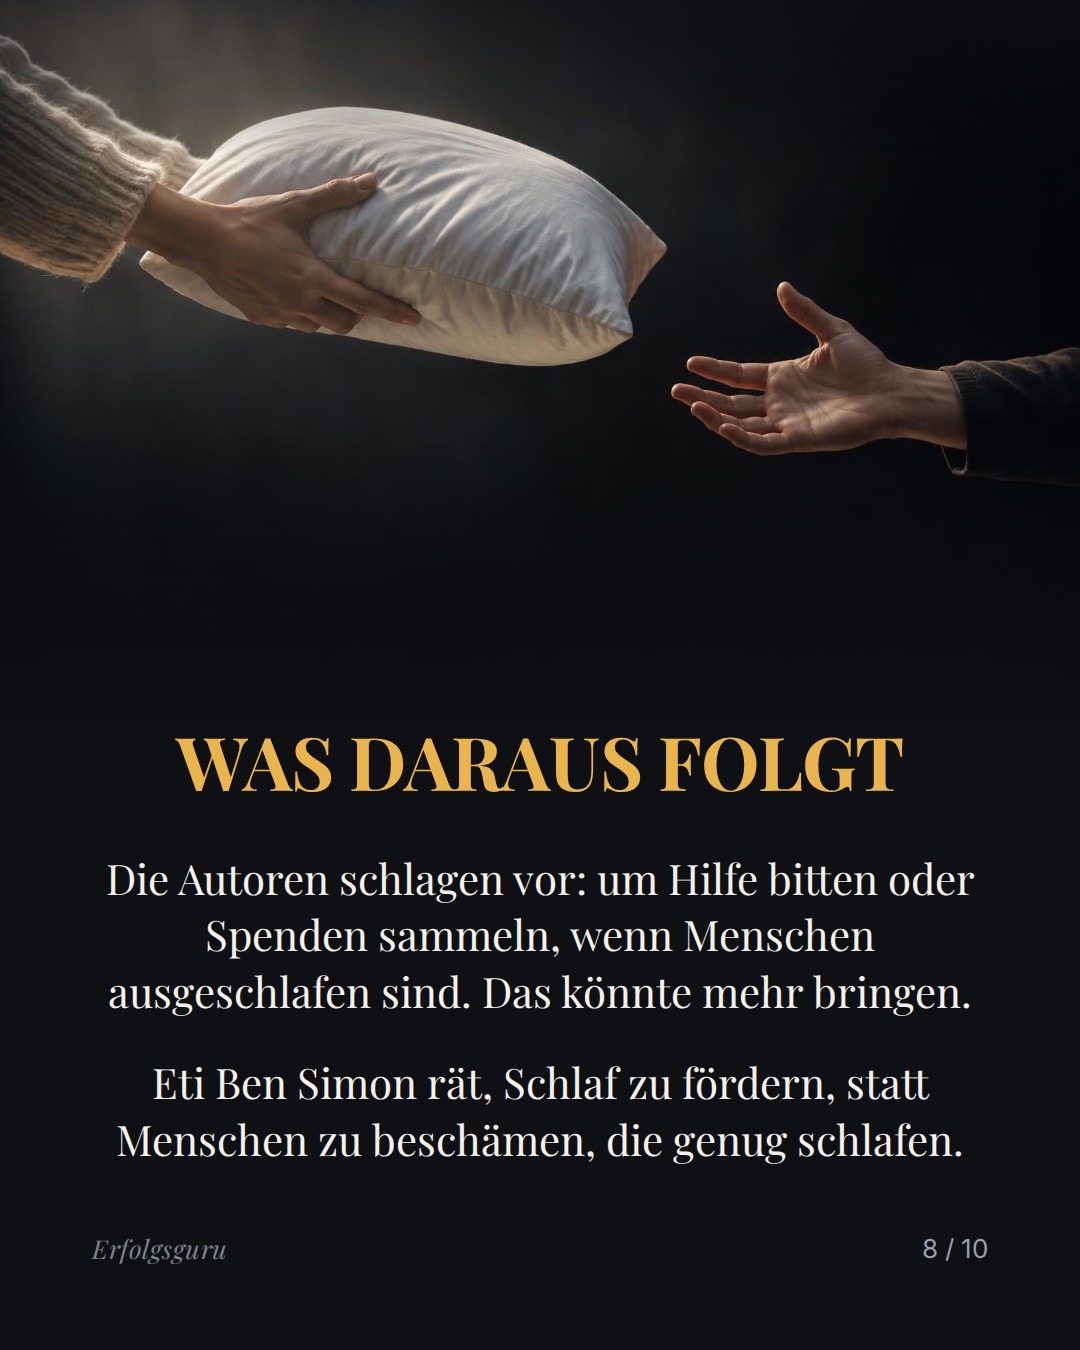 WAS DARAUS FOLGT
Die Autoren schlagen vor: um Hilfe bitten oder
Spenden sammeln, wenn Menschen
ausgeschlafen sind. Das könnte mehr bringen.
Eti Ben Simon rät, Schlaf zu fördern, statt
Menschen zu beschämen, die genug schlafen.
Erfolgsguru
8 / 10